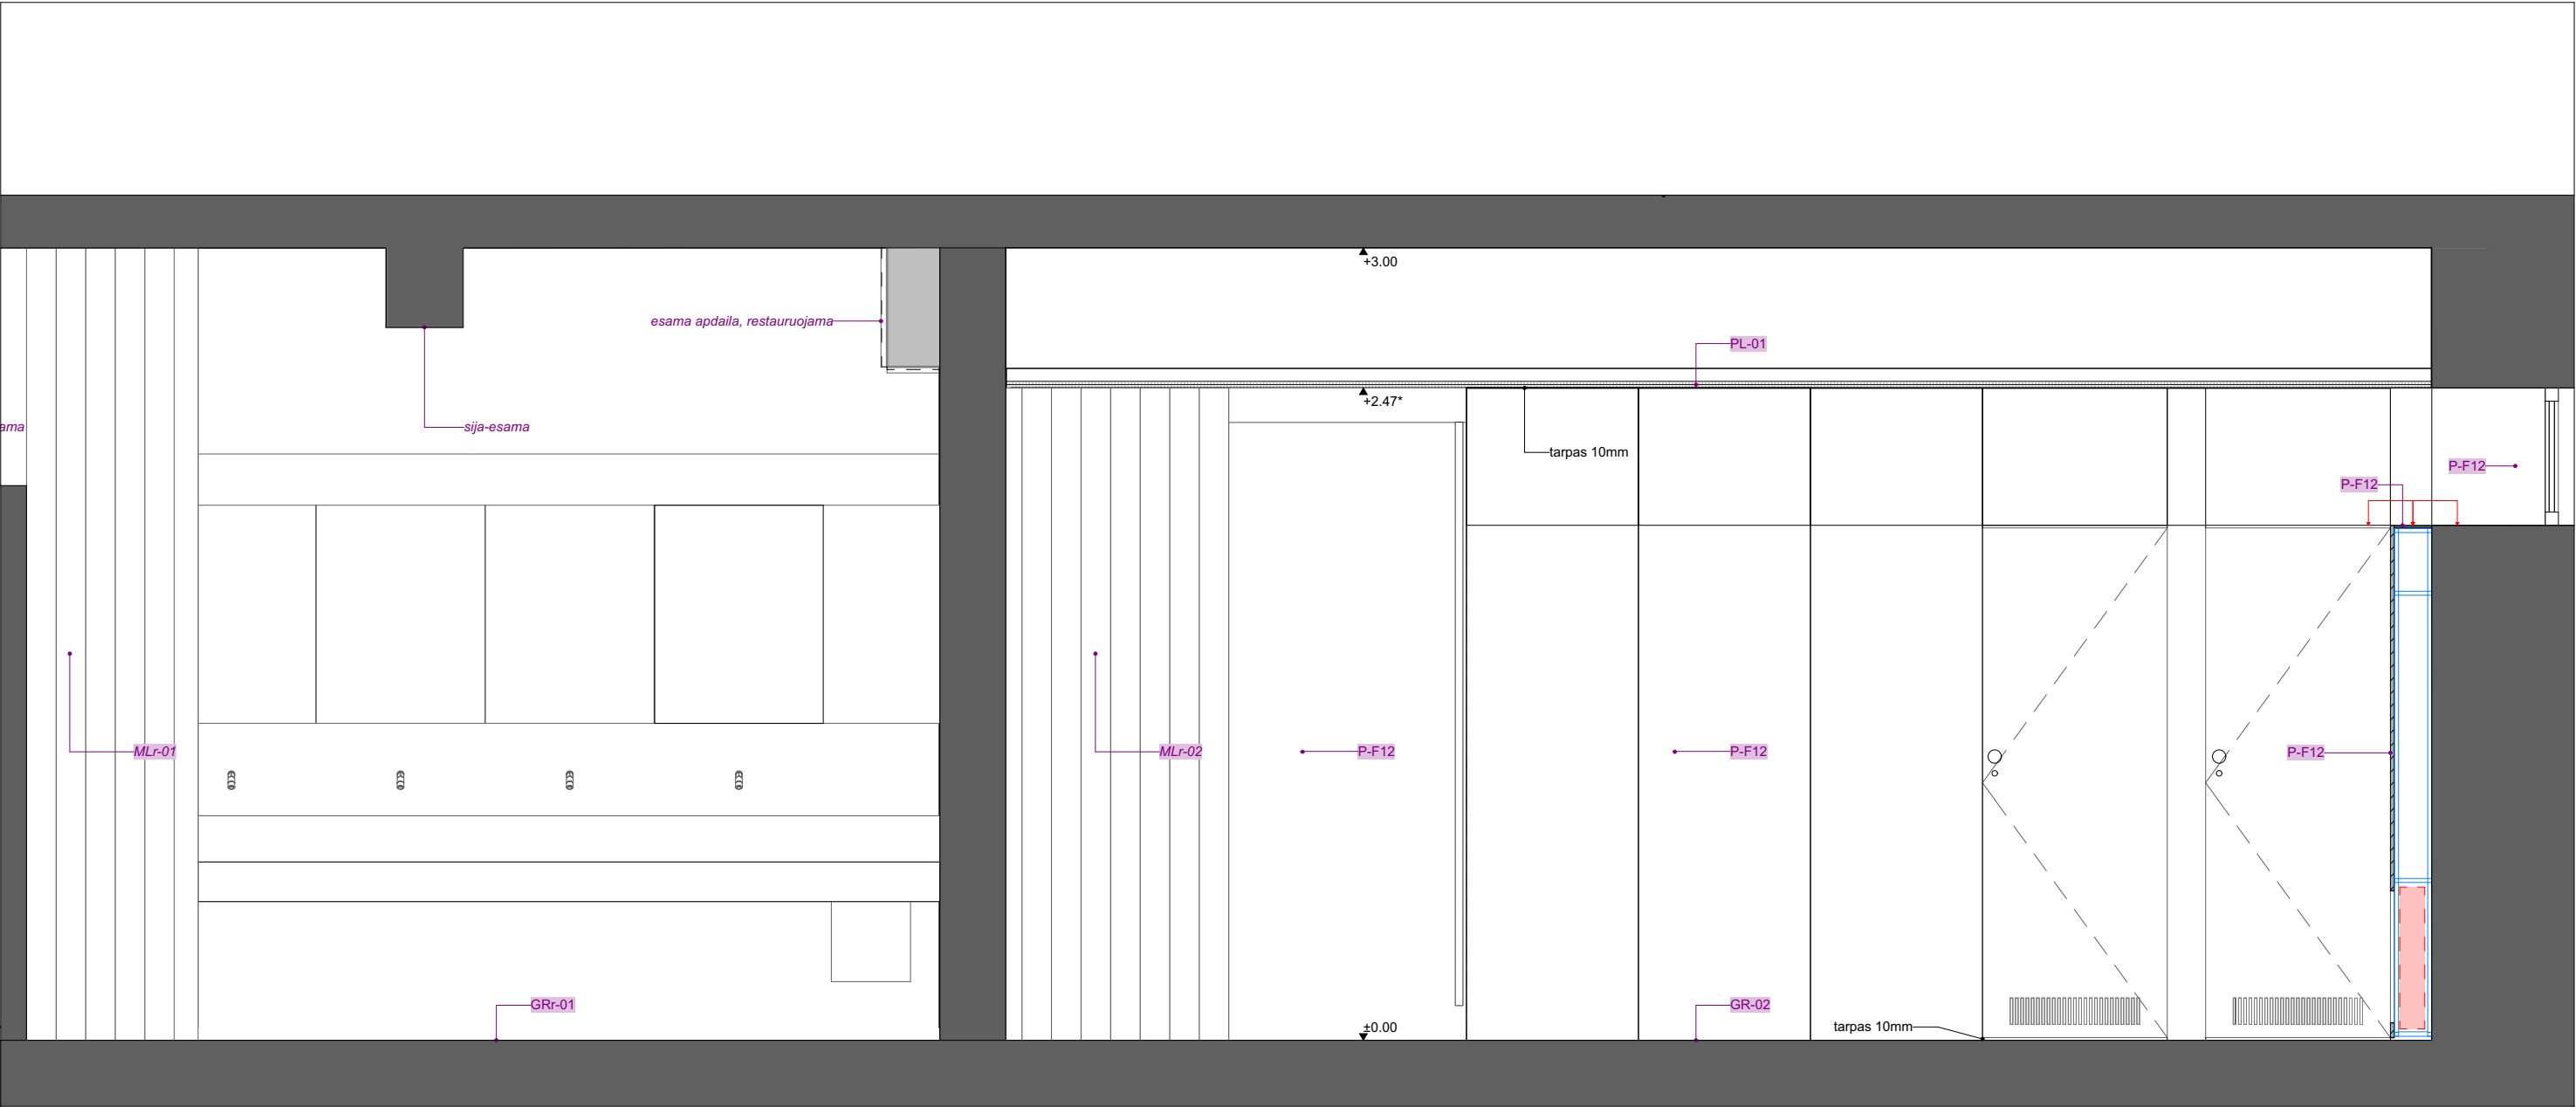 +3.00
esama apdaila, restauruojama
PL-01
+2.47*
ama
sija-esama
tarpas 10mm
P-F12
P-F12
MLr-01
MLr-02
P-F12
P-F12
P-F12
GRr-01
GR-02
±0.00
tarpas 10mm